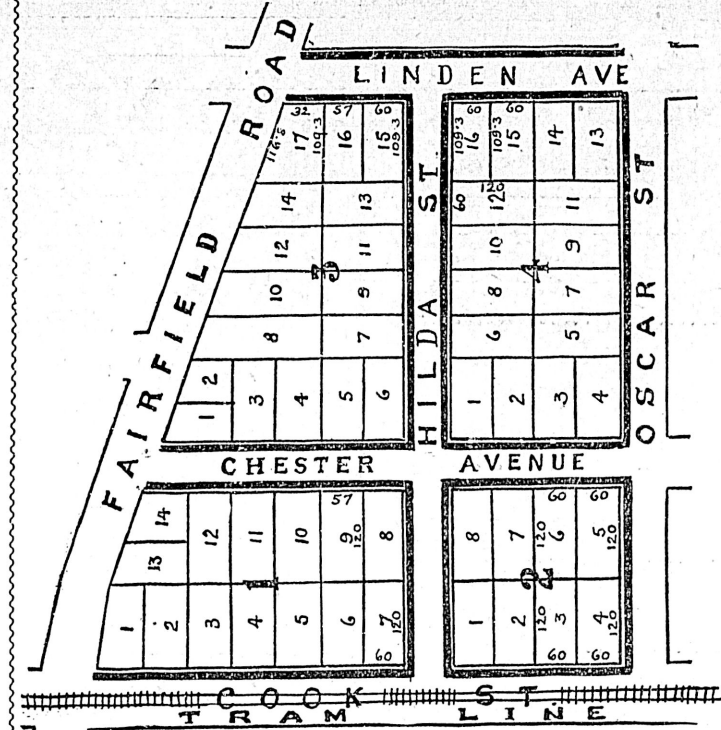 LINDEN AVE
FAIRFIELD ROAD
HILDA ST
OSCAR ST
32 57 60
116-8 17 109-3 16 15 109-3
14 13
12 11
3
10 9
8 7
2
1 3 4 5 6
60 60
109-3 16 109-3 15 14 13
120
60 12 11
10 9
4
8 7
6 5
1 2 3 4
CHESTER AVENUE
57
14 12 11 10 9 120 8
13
1
1 2 3 4 5 6 7 120
60
60 60
8 7 120 6 5 120
2
1 2 120 3 4 120
60 60
COOK ST
TRAM LINE